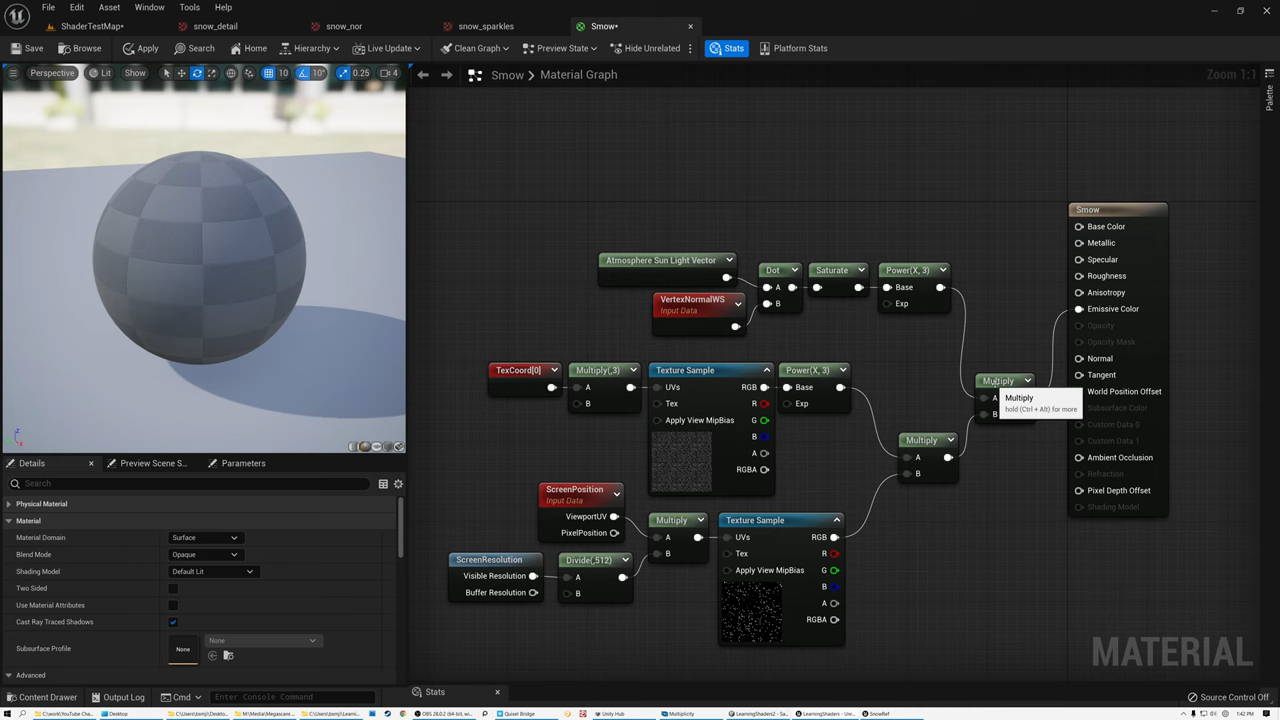 File
Edit
Window
Tools
Help
ShaderTestMap*
snow_detail
snow_nor
snow_sparkles
Smow*
Save
Browse
Apply
Search
Home
Hierarchy
Live Update
Clean Graph
Preview State
Hide Unrelated
Stats
Platform Stats
Perspective
Lit
Show
10
10°
0.25
4
Smow > Material Graph
Zoom 1:1
Palette
Smow
Base Color
Metallic
Specular
Roughness
Anisotropy
Emissive Color
Opacity
Opacity Mask
Normal
Tangent
World Position Offset
Subsurface Color
Custom Data 0
Custom Data 1
Ambient Occlusion
Refraction
Pixel Depth Offset
Shading Model
Atmosphere Sun Light Vector
Dot
A
B
Saturate
Power(X, 3)
Base
Exp
VertexNormalWS
Input Data
TexCoord[0]
Multiply(,3)
A
B
Texture Sample
UVs
RGB
Tex
R
Apply View MipBias
G
B
A
RGBA
Power(X, 3)
Base
Exp
Multiply
A
B
Multiply
hold (Ctrl + Alt) for more
Multiply
A
B
ScreenPosition
Input Data
ViewportUV
PixelPosition
Multiply
A
B
Texture Sample
UVs
RGB
Tex
R
Apply View MipBias
G
B
A
RGBA
ScreenResolution
Visible Resolution
Buffer Resolution
Divide(,512)
A
B
MATERIAL
Details
Preview Scene S...
Parameters
Search
Physical Material
Material
Material Domain
Surface
Blend Mode
Opaque
Shading Model
Default Lit
Two Sided
Use Material Attributes
Cast Ray Traced Shadows
Subsurface Profile
None
None
Advanced
Content Drawer
Output Log
Cmd
Enter Console Command
Stats
Source Control Off
Desktop
Quixel Bridge
Unity Hub
Multiplicity
SnowRef
1:42 PM